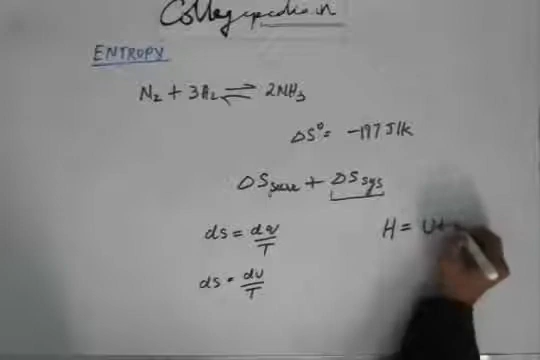 Collegepedia.in
ENTROPY
N₂ + 3H₂ ⇌ 2NH₃
ΔS° = -197 J/K
ΔSsurr + ΔSsys
ds = dq/T
H = U+
ds = dU/T